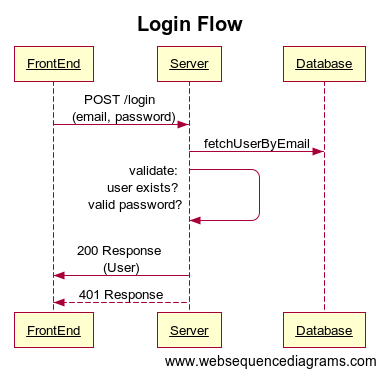 Login Flow
FrontEnd
Server
Database
POST /login
(email, password)
fetchUserByEmail
validate:
user exists?
valid password?
200 Response
(User)
401 Response
FrontEnd
Server
Database
www.websequencediagrams.com